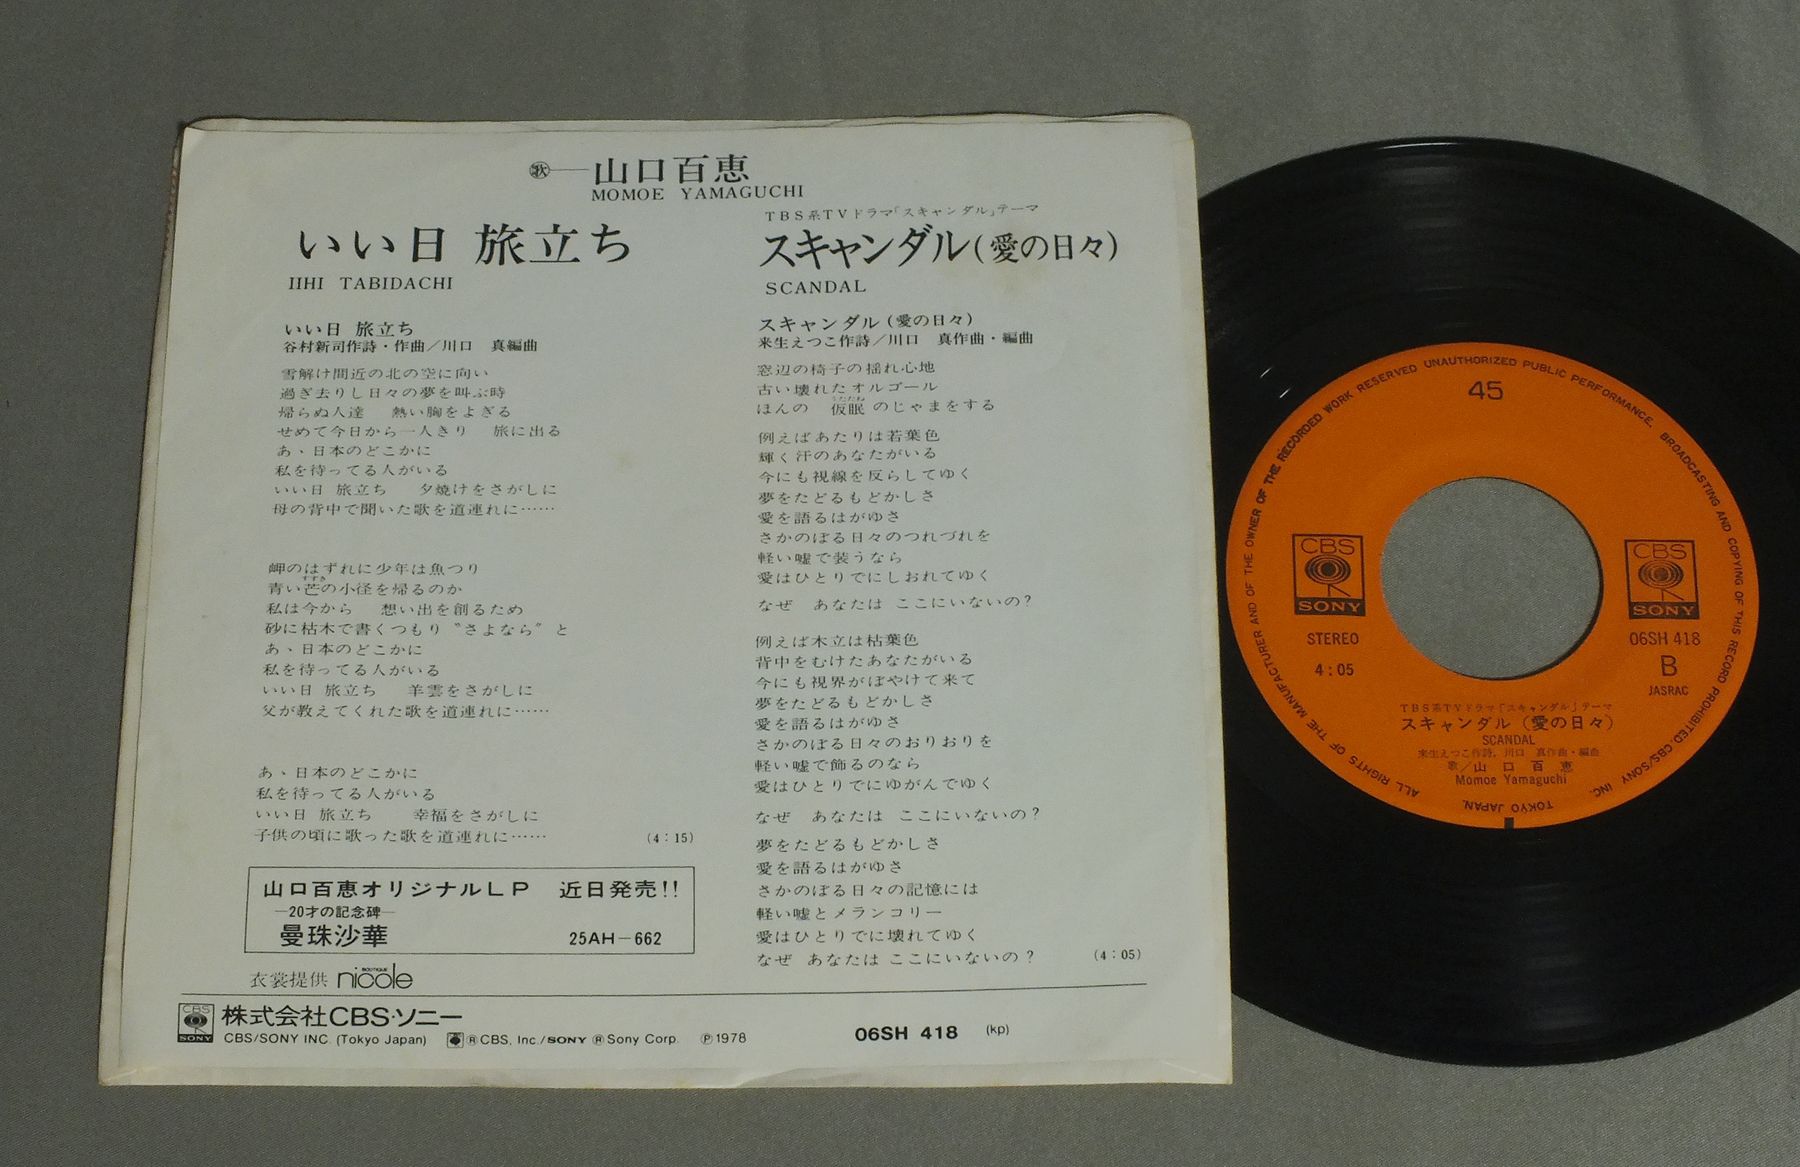 歌 山口百恵
MOMOE YAMAGUCHI
いい日 旅立ち
IIHI TABIDACHI
いい日 旅立ち
谷村新司作詩・作曲／川口 真編曲
雪解け間近の北の空に向い
過ぎ去りし日々の夢を叫ぶ時
帰らぬ人達 熱い胸をよぎる
せめて今日から一人きり 旅に出る
あゝ日本のどこかに
私を待ってる人がいる
いい日 旅立ち 夕焼けをさがしに
母の背中で聞いた歌を道連れに……
岬のはずれに少年は魚つり
青い芒の小径を帰るのか
すすき
私は今から 想い出を創るため
砂に枯木で書くつもり〝さよなら〟と
あゝ日本のどこかに
私を待ってる人がいる
いい日 旅立ち 羊雲をさがしに
父が教えてくれた歌を道連れに……
あゝ日本のどこかに
私を待ってる人がいる
いい日 旅立ち 幸福をさがしに
子供の頃に歌った歌を道連れに……
(4：15)
TBS系TVドラマ「スキャンダル」テーマ
スキャンダル(愛の日々)
SCANDAL
スキャンダル(愛の日々)
来生えつこ作詩／川口 真作曲・編曲
窓辺の椅子の揺れ心地
古い壊れたオルゴール
うたたね
ほんの 仮眠 のじゃまをする
例えばあたりは若葉色
輝く汗のあなたがいる
今にも視線を反らしてゆく
夢をたどるもどかしさ
愛を語るはがゆさ
さかのぼる日々のつれづれを
軽い嘘で装うなら
愛はひとりでにしおれてゆく
なぜ あなたは ここにいないの？
例えば木立は枯葉色
背中をむけたあなたがいる
今にも視界がぼやけて来て
夢をたどるもどかしさ
愛を語るはがゆさ
さかのぼる日々のおりおりを
軽い嘘で飾るのなら
愛はひとりでにゆがんでゆく
なぜ あなたは ここにいないの？
夢をたどるもどかしさ
愛を語るはがゆさ
さかのぼる日々の記憶には
軽い嘘とメランコリー
愛はひとりでに壊れてゆく
なぜ あなたは ここにいないの？
(4：05)
山口百恵オリジナルLP 近日発売!!
―20才の記念碑―
曼珠沙華 25AH－662
衣裳提供 BOUTIQUE nicole
CBS SONY 株式会社CBS・ソニー
CBS/SONY INC. (Tokyo Japan) ®CBS, Inc./SONY ®Sony Corp. ℗1978
06SH 418 (kp)
ALL RIGHTS OF THE MANUFACTURER AND OF THE OWNER OF THE RECORDED WORK RESERVED UNAUTHORIZED PUBLIC PERFORMANCE, BROADCASTING AND COPYING OF THIS RECORD PROHIBITED CBS/SONY INC. TOKYO JAPAN.
45
CBS SONY
STEREO
4：05
CBS SONY
06SH 418
B
JASRAC
TBS系TVドラマ「スキャンダル」テーマ
スキャンダル (愛の日々)
SCANDAL
来生えつこ作詩，川口 真作曲・編曲
歌／山口百恵
Momoe Yamaguchi